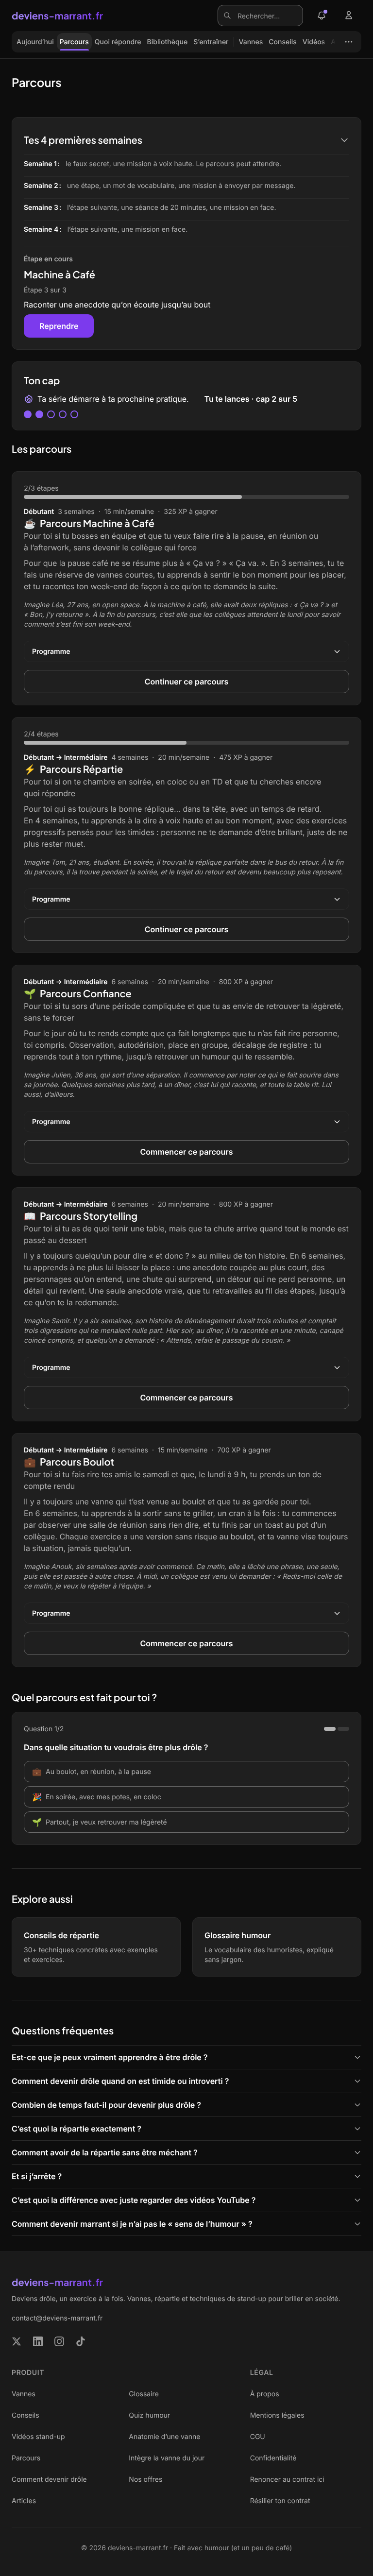 deviens-marrant.fr
Rechercher...
Aujourd'hui Parcours Quoi répondre Bibliothèque S'entraîner Vannes Conseils Vidéos
Parcours
Tes 4 premières semaines
Semaine 1 : le faux secret, une mission à voix haute. Le parcours peut attendre.
Semaine 2 : une étape, un mot de vocabulaire, une mission à envoyer par message.
Semaine 3 : l'étape suivante, une séance de 20 minutes, une mission en face.
Semaine 4 : l'étape suivante, une mission en face.
Étape en cours
Machine à Café
Étape 3 sur 3
Raconter une anecdote qu'on écoute jusqu'au bout
Reprendre
Ton cap
Ta série démarre à ta prochaine pratique. Tu te lances · cap 2 sur 5
Les parcours
2/3 étapes
Débutant 3 semaines · 15 min/semaine · 325 XP à gagner
☕ Parcours Machine à Café
Pour toi si tu bosses en équipe et que tu veux faire rire à la pause, en réunion ou
à l'afterwork, sans devenir le collègue qui force
Pour que la pause café ne se résume plus à « Ça va ? » « Ça va. ». En 3 semaines, tu te
fais une réserve de vannes courtes, tu apprends à sentir le bon moment pour les placer,
et tu racontes ton week-end de façon à ce qu'on te demande la suite.
Imagine Léa, 27 ans, en open space. À la machine à café, elle avait deux répliques : « Ça va ? » et
« Bon, j'y retourne ». À la fin du parcours, c'est elle que les collègues attendent le lundi pour savoir
comment s'est fini son week-end.
Programme
Continuer ce parcours
2/4 étapes
Débutant → Intermédiaire 4 semaines · 20 min/semaine · 475 XP à gagner
⚡ Parcours Répartie
Pour toi si on te chambre en soirée, en coloc ou en TD et que tu cherches encore
quoi répondre
Pour toi qui as toujours la bonne réplique… dans ta tête, avec un temps de retard.
En 4 semaines, tu apprends à la dire à voix haute et au bon moment, avec des exercices
progressifs pensés pour les timides : personne ne te demande d'être brillant, juste de ne
plus rester muet.
Imagine Tom, 21 ans, étudiant. En soirée, il trouvait la réplique parfaite dans le bus du retour. À la fin
du parcours, il la trouve pendant la soirée, et le trajet du retour est devenu beaucoup plus reposant.
Programme
Continuer ce parcours
Débutant → Intermédiaire 6 semaines · 20 min/semaine · 800 XP à gagner
🌱 Parcours Confiance
Pour toi si tu sors d'une période compliquée et que tu as envie de retrouver ta légèreté,
sans te forcer
Pour le jour où tu te rends compte que ça fait longtemps que tu n'as fait rire personne,
toi compris. Observation, autodérision, place en groupe, décalage de registre : tu
reprends tout à ton rythme, jusqu'à retrouver un humour qui te ressemble.
Imagine Julien, 36 ans, qui sort d'une séparation. Il commence par noter ce qui le fait sourire dans
sa journée. Quelques semaines plus tard, à un dîner, c'est lui qui raconte, et toute la table rit. Lui
aussi, d'ailleurs.
Programme
Commencer ce parcours
Débutant → Intermédiaire 6 semaines · 20 min/semaine · 800 XP à gagner
📖 Parcours Storytelling
Pour toi si tu as de quoi tenir une table, mais que ta chute arrive quand tout le monde est
passé au dessert
Il y a toujours quelqu'un pour dire « et donc ? » au milieu de ton histoire. En 6 semaines,
tu apprends à ne plus lui laisser la place : une anecdote coupée au plus court, des
personnages qu'on entend, une chute qui surprend, un détour qui ne perd personne, un
détail qui revient. Une seule anecdote vraie, que tu retravailles au fil des étapes, jusqu'à
ce qu'on te la redemande.
Imagine Samir. Il y a six semaines, son histoire de déménagement durait trois minutes et comptait
trois digressions qui ne menaient nulle part. Hier soir, au dîner, il l'a racontée en une minute, canapé
coincé compris, et quelqu'un a demandé : « Attends, refais le passage du cousin. »
Programme
Commencer ce parcours
Débutant → Intermédiaire 6 semaines · 15 min/semaine · 700 XP à gagner
💼 Parcours Boulot
Pour toi si tu fais rire tes amis le samedi et que, le lundi à 9 h, tu prends un ton de
compte rendu
Il y a toujours une vanne qui t'est venue au boulot et que tu as gardée pour toi.
En 6 semaines, tu apprends à la sortir sans te griller, un cran à la fois : tu commences
par observer une salle de réunion sans rien dire, et tu finis par un toast au pot d'un
collègue. Chaque exercice a une version sans risque au boulot, et ta vanne vise toujours
la situation, jamais quelqu'un.
Imagine Anouk, six semaines après avoir commencé. Ce matin, elle a lâché une phrase, une seule,
puis elle est passée à autre chose. À midi, un collègue est venu lui demander : « Redis-moi celle de
ce matin, je veux la répéter à l'équipe. »
Programme
Commencer ce parcours
Quel parcours est fait pour toi ?
Question 1/2
Dans quelle situation tu voudrais être plus drôle ?
💼 Au boulot, en réunion, à la pause
🎉 En soirée, avec mes potes, en coloc
🌱 Partout, je veux retrouver ma légèreté
Explore aussi
Conseils de répartie
30+ techniques concrètes avec exemples
et exercices.
Glossaire humour
Le vocabulaire des humoristes, expliqué
sans jargon.
Questions fréquentes
Est-ce que je peux vraiment apprendre à être drôle ?
Comment devenir drôle quand on est timide ou introverti ?
Combien de temps faut-il pour devenir plus drôle ?
C'est quoi la répartie exactement ?
Comment avoir de la répartie sans être méchant ?
Et si j'arrête ?
C'est quoi la différence avec juste regarder des vidéos YouTube ?
Comment devenir marrant si je n'ai pas le « sens de l'humour » ?
deviens-marrant.fr
Deviens drôle, un exercice à la fois. Vannes, répartie et techniques de stand-up pour briller en société.
contact@deviens-marrant.fr
PRODUIT
Vannes
Conseils
Vidéos stand-up
Parcours
Comment devenir drôle
Articles
Glossaire
Quiz humour
Anatomie d'une vanne
Intègre la vanne du jour
Nos offres
LÉGAL
À propos
Mentions légales
CGU
Confidentialité
Renoncer au contrat ici
Résilier ton contrat
© 2026 deviens-marrant.fr · Fait avec humour (et un peu de café)